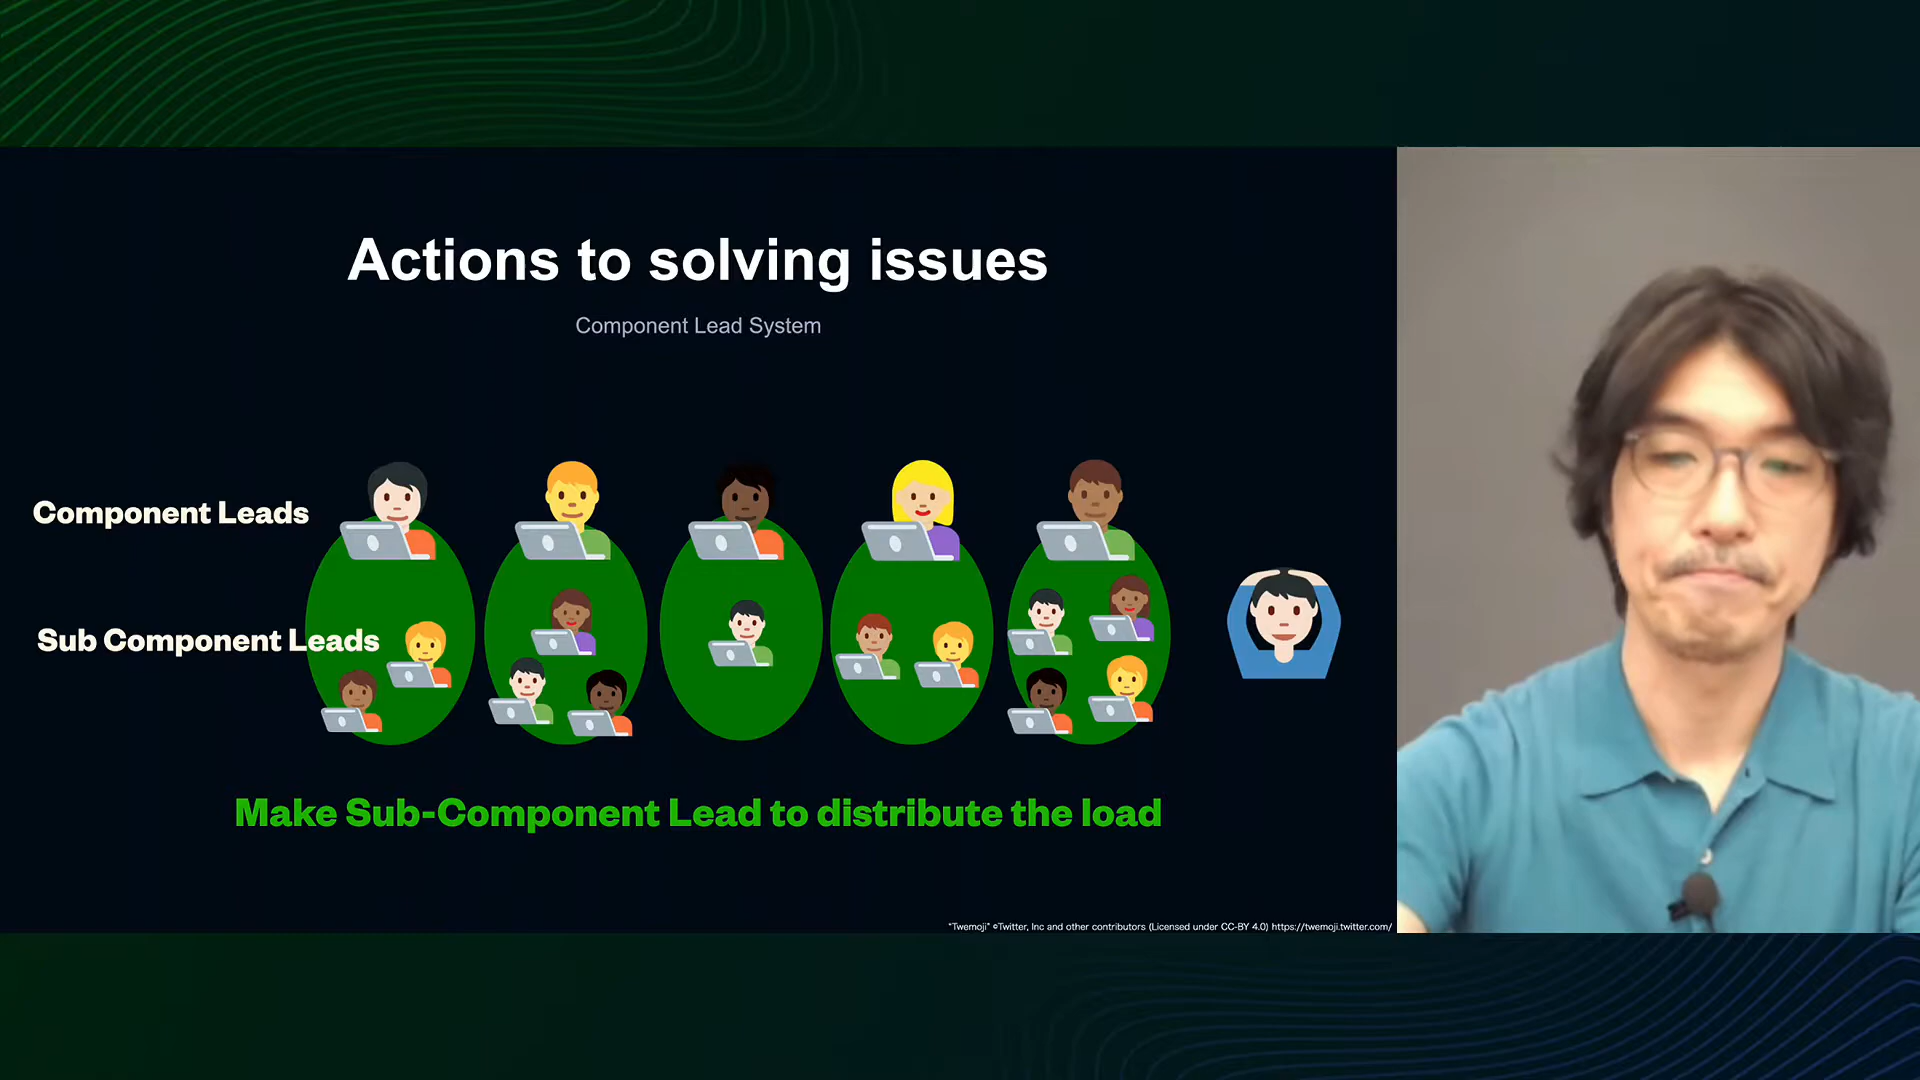 Actions to solving issues
Component Lead System
Component Leads
Sub Component Leads
Make Sub-Component Lead to distribute the load
"Twemoji" ©Twitter, Inc and other contributors (Licensed under CC-BY 4.0) https://twemoji.twitter.com/